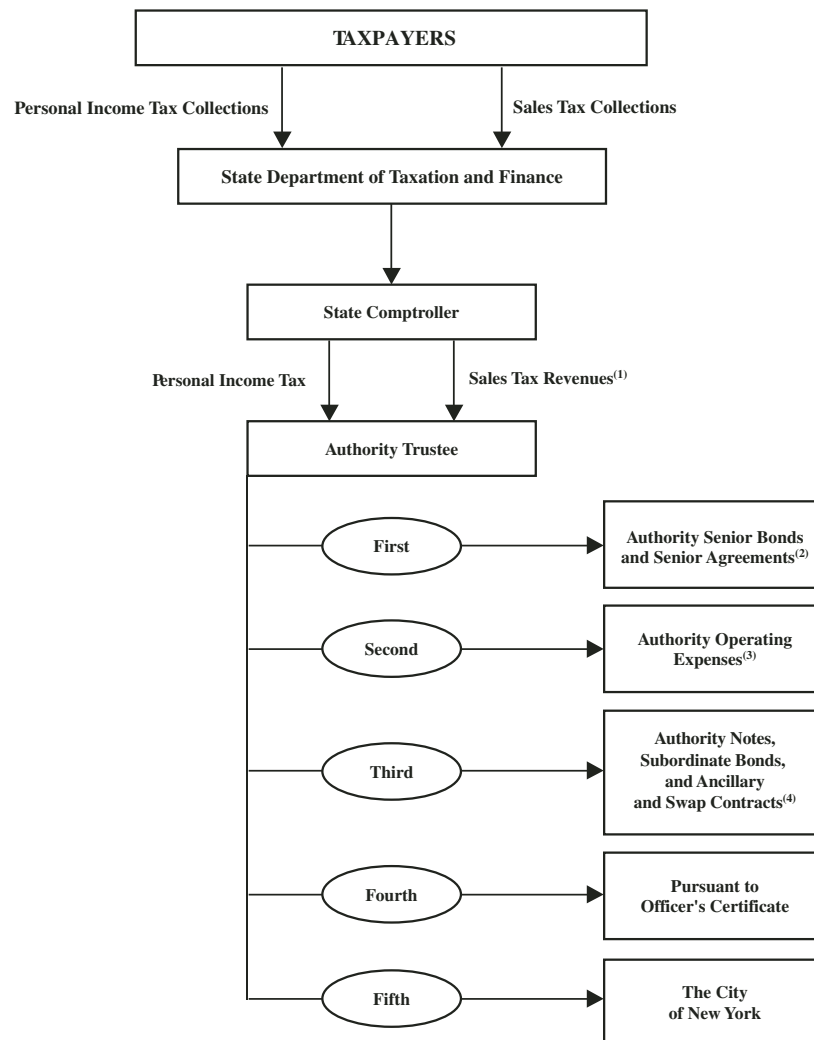 TAXPAYERS
Personal Income Tax Collections
Sales Tax Collections
State Department of Taxation and Finance
State Comptroller
Personal Income Tax
Sales Tax Revenues(1)
Authority Trustee
First
Authority Senior Bonds
and Senior Agreements(2)
Second
Authority Operating
Expenses(3)
Third
Authority Notes,
Subordinate Bonds,
and Ancillary
and Swap Contracts(4)
Fourth
Pursuant to
Officer's Certificate
Fifth
The City
of New York